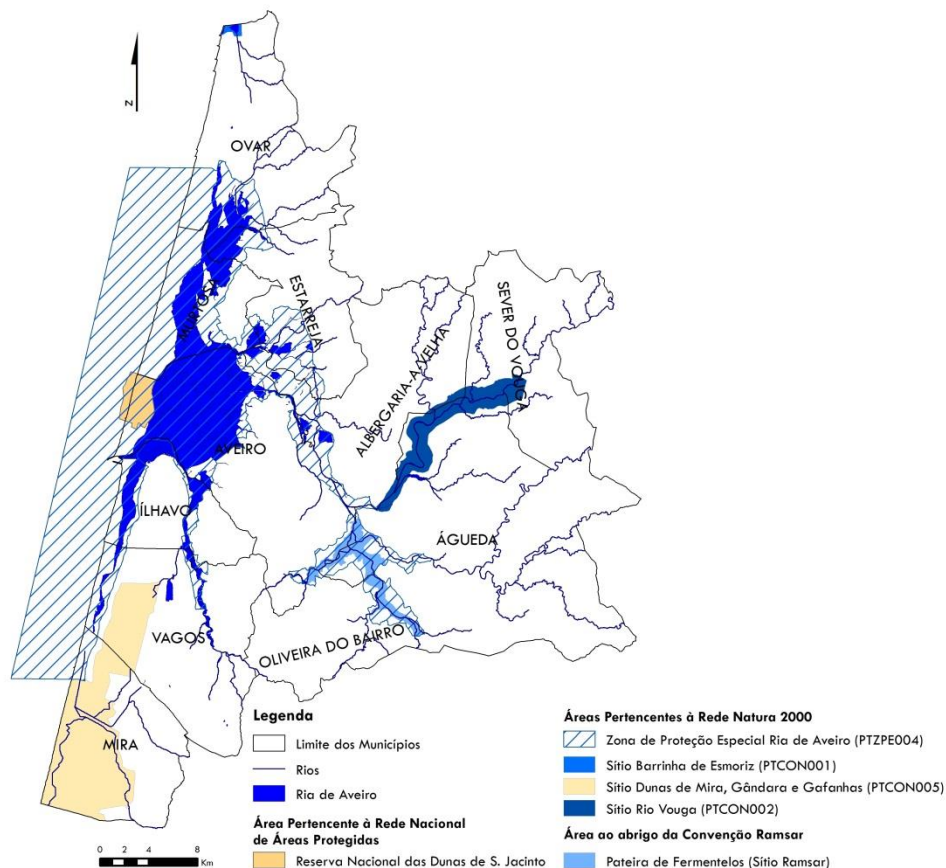 N
OVAR
MURTOSA
ESTARREJA
SEVER DO VOUGA
ALBERGARIA-A-VELHA
AVEIRO
ÍLHAVO
ÁGUEDA
VAGOS
OLIVEIRA DO BAIRRO
MIRA
0 2 4 8
Km
Legenda
Limite dos Municípios
Rios
Ria de Aveiro
Área Pertencente à Rede Nacional
de Áreas Protegidas
Reserva Nacional das Dunas de S. Jacinto
Áreas Pertencentes à Rede Natura 2000
Zona de Proteção Especial Ria de Aveiro (PTZPE004)
Sítio Barrinha de Esmoriz (PTCON001)
Sítio Dunas de Mira, Gândara e Gafanhas (PTCON005)
Sítio Rio Vouga (PTCON002)
Área ao abrigo da Convenção Ramsar
Pateira de Fermentelos (Sítio Ramsar)